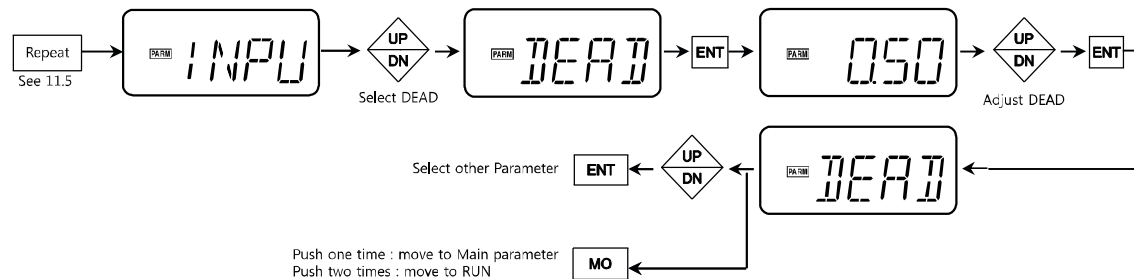 Repeat
See 11.5
PARM INPU
UP
DN
Select DEAD
PARM DEAD
ENT
PARM 0.50
UP
DN
Adjust DEAD
ENT
Select other Parameter
ENT
UP
DN
PARM DEAD
Push one time : move to Main parameter
Push two times : move to RUN
MO